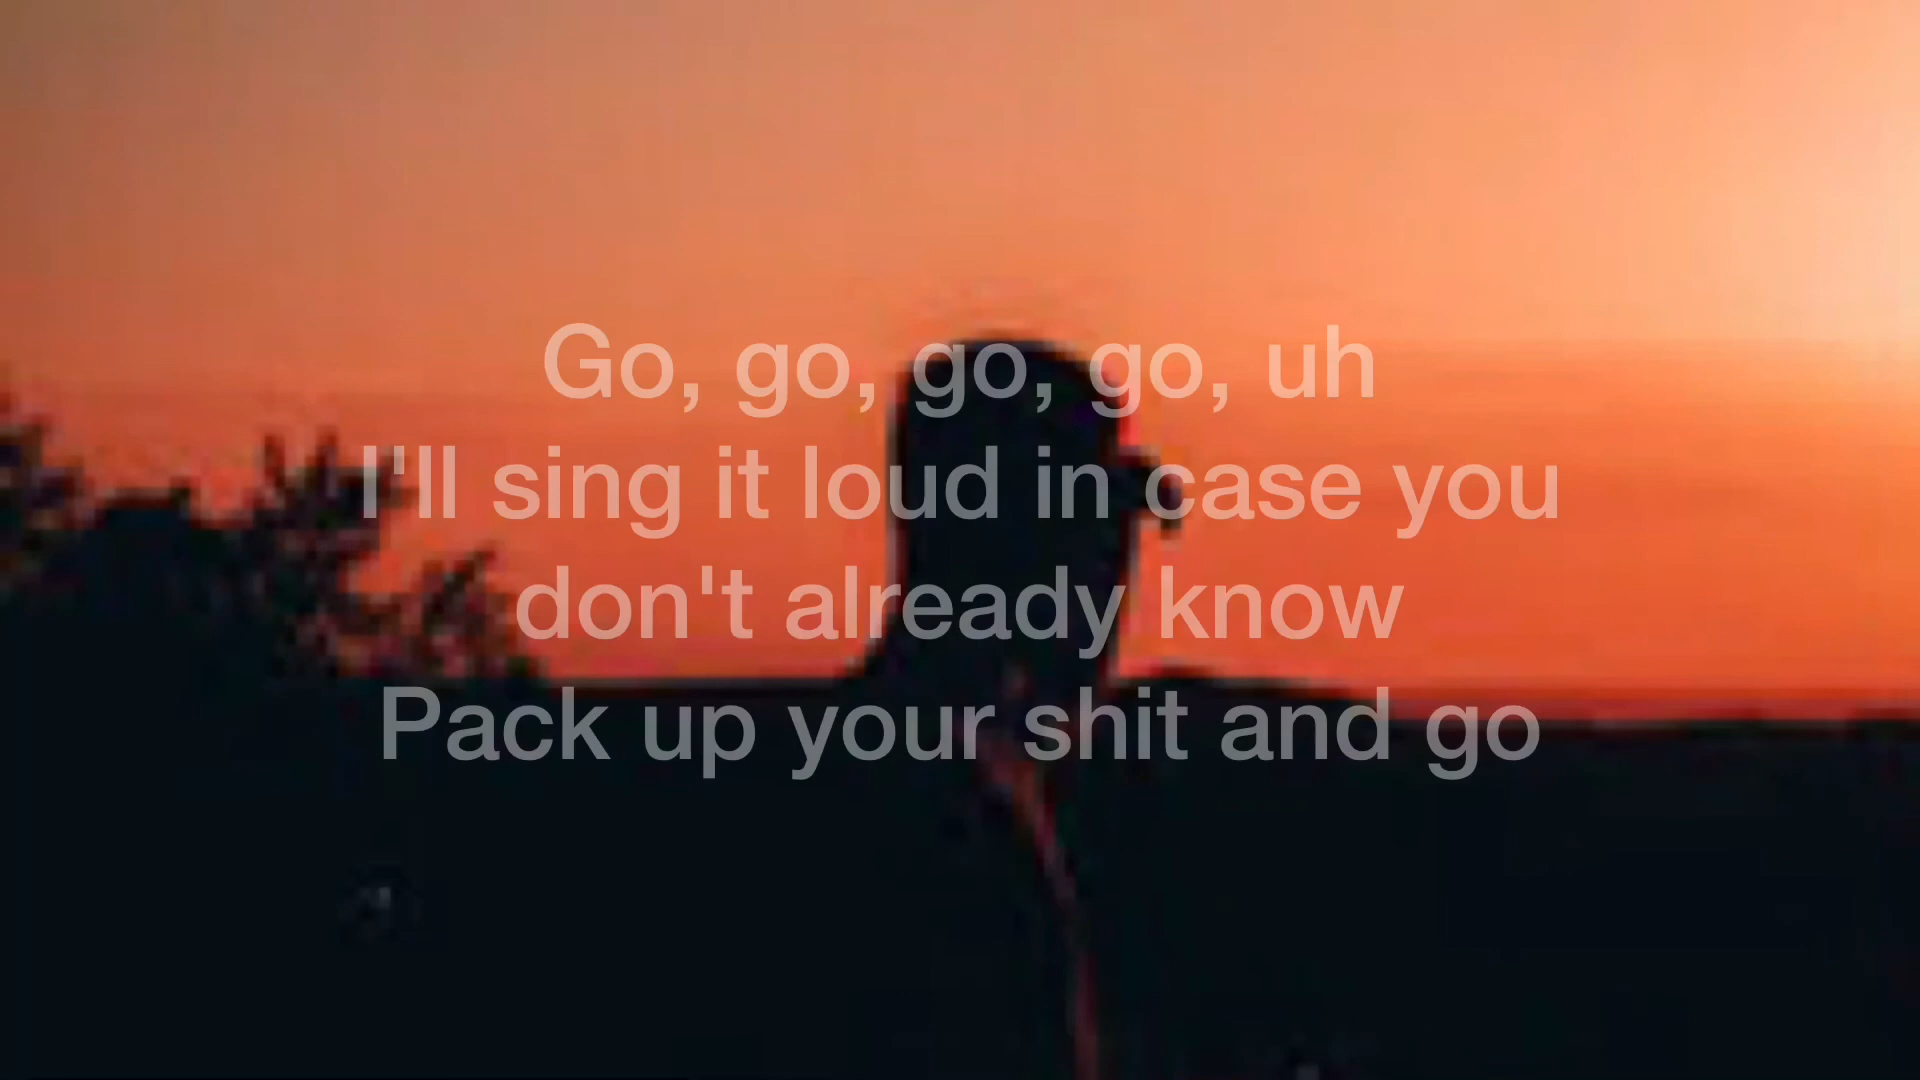 Go, go, go, go, uh
I'll sing it loud in case you
don't already know
Pack up your shit and go